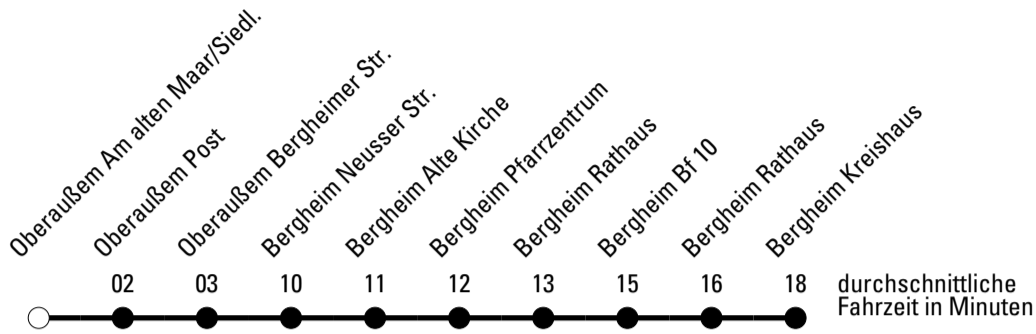 Oberaußem Am alten Maar/Siedl.
Oberaußem Post
Oberaußem Bergheimer Str.
Bergheim Neusser Str.
Bergheim Alte Kirche
Bergheim Pfarrzentrum
Bergheim Rathaus
Bergheim Bf 10
Bergheim Rathaus
Bergheim Kreishaus
02 03 10 11 12 13 15 16 18
durchschnittliche
Fahrzeit in Minuten